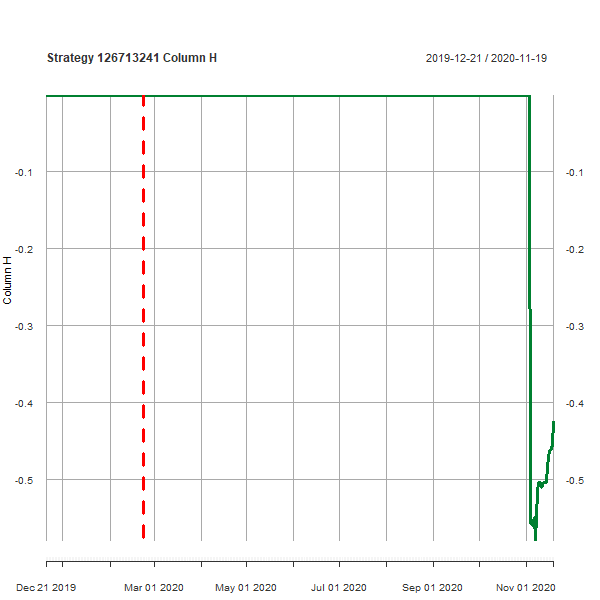 Strategy 126713241 Column H
2019-12-21 / 2020-11-19
-0.1
-0.1
-0.2
-0.2
-0.3
-0.3
-0.4
-0.4
-0.5
-0.5
Column H
Dec 21 2019
Mar 01 2020
May 01 2020
Jul 01 2020
Sep 01 2020
Nov 01 2020